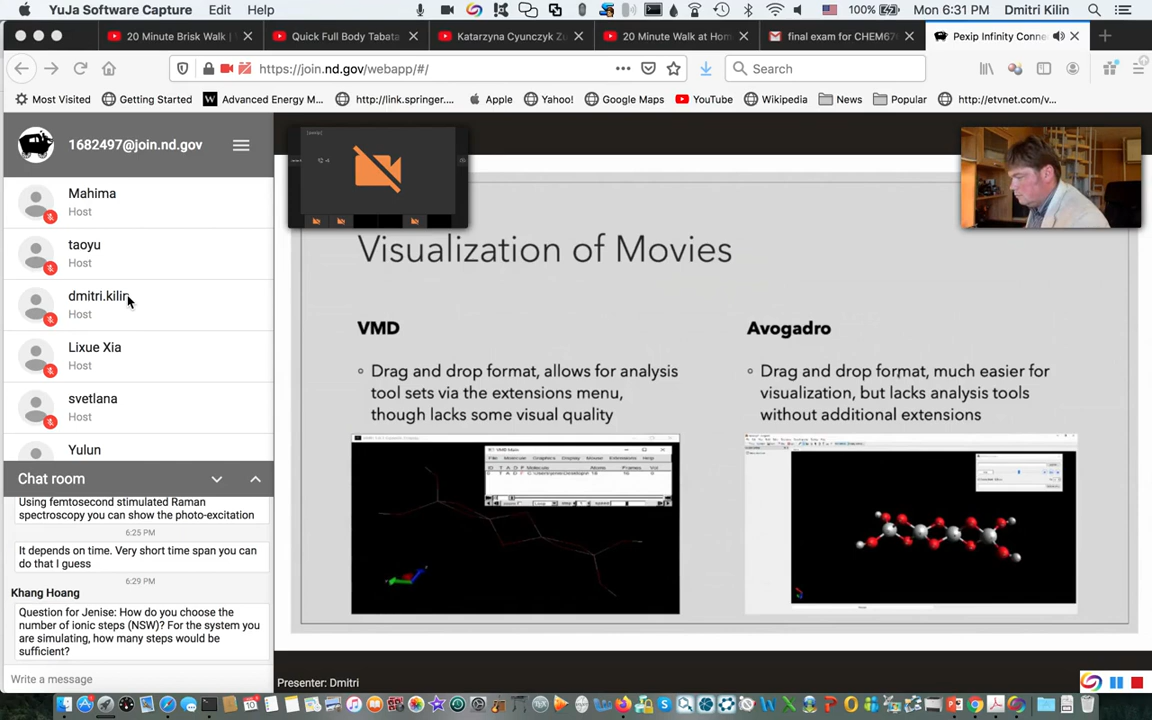 YuJa Software Capture Edit Help
100% Mo 6:31 PM Dmitri Kilin
20 Minute Brisk Walk
Quick Full Body Tabata
Katarzyna Cyunczyk Zu
20 Minute Walk at Hom
final exam for CHEM67
Pexip Infinity Conne
https://join.nd.gov/webapp/#/
Search
Most Visited
Getting Started
Advanced Energy M...
http://link.springer....
Apple
Yahoo!
Google Maps
YouTube
Wikipedia
News
Popular
http://etvnet.com/v...
1682497@join.nd.gov
Mahima
Host
taoyu
Host
dmitri.kilin
Host
Lixue Xia
Host
svetlana
Host
Yulun
Chat room
Using femtosecond stimulated Raman
spectroscopy you can show the photo-excitation
6:25 PM
It depends on time. Very short time span you can
do that I guess
6:29 PM
Khang Hoang
Question for Jenise: How do you choose the
number of ionic steps (NSW)? For the system you
are simulating, how many steps would be
sufficient?
Write a message
Visualization of Movies
VMD
Drag and drop format, allows for analysis
tool sets via the extensions menu,
though lacks some visual quality
VMD Main
Avogadro
Drag and drop format, much easier for
visualization, but lacks analysis tools
without additional extensions
Presenter: Dmitri